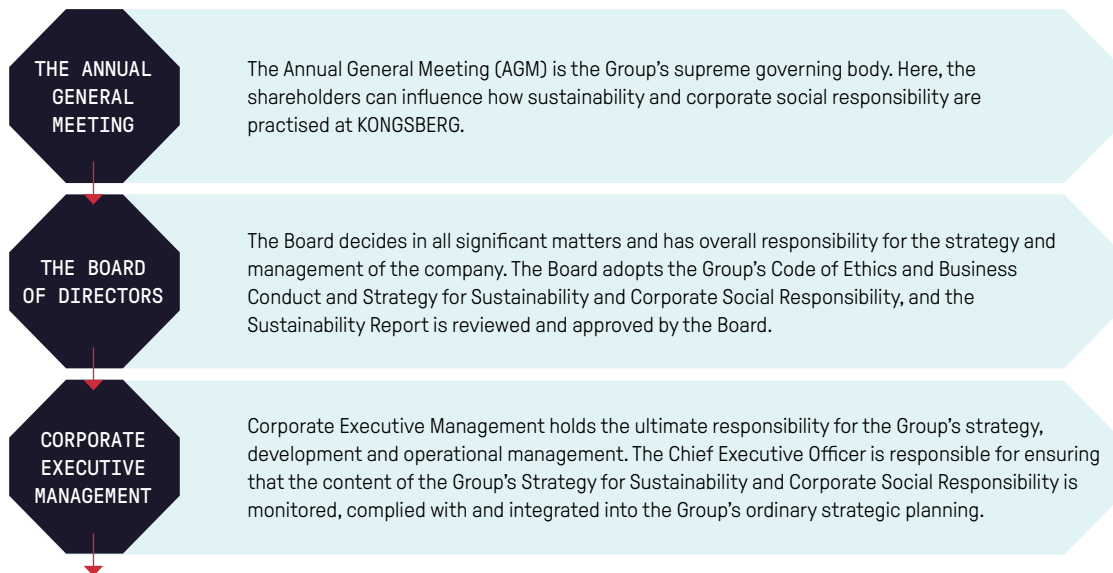 THE ANNUAL
GENERAL
MEETING
The Annual General Meeting (AGM) is the Group's supreme governing body. Here, the
shareholders can influence how sustainability and corporate social responsibility are
practised at KONGSBERG.
THE BOARD
OF DIRECTORS
The Board decides in all significant matters and has overall responsibility for the strategy and
management of the company. The Board adopts the Group's Code of Ethics and Business
Conduct and Strategy for Sustainability and Corporate Social Responsibility, and the
Sustainability Report is reviewed and approved by the Board.
CORPORATE
EXECUTIVE
MANAGEMENT
Corporate Executive Management holds the ultimate responsibility for the Group's strategy,
development and operational management. The Chief Executive Officer is responsible for ensuring
that the content of the Group's Strategy for Sustainability and Corporate Social Responsibility is
monitored, complied with and integrated into the Group's ordinary strategic planning.